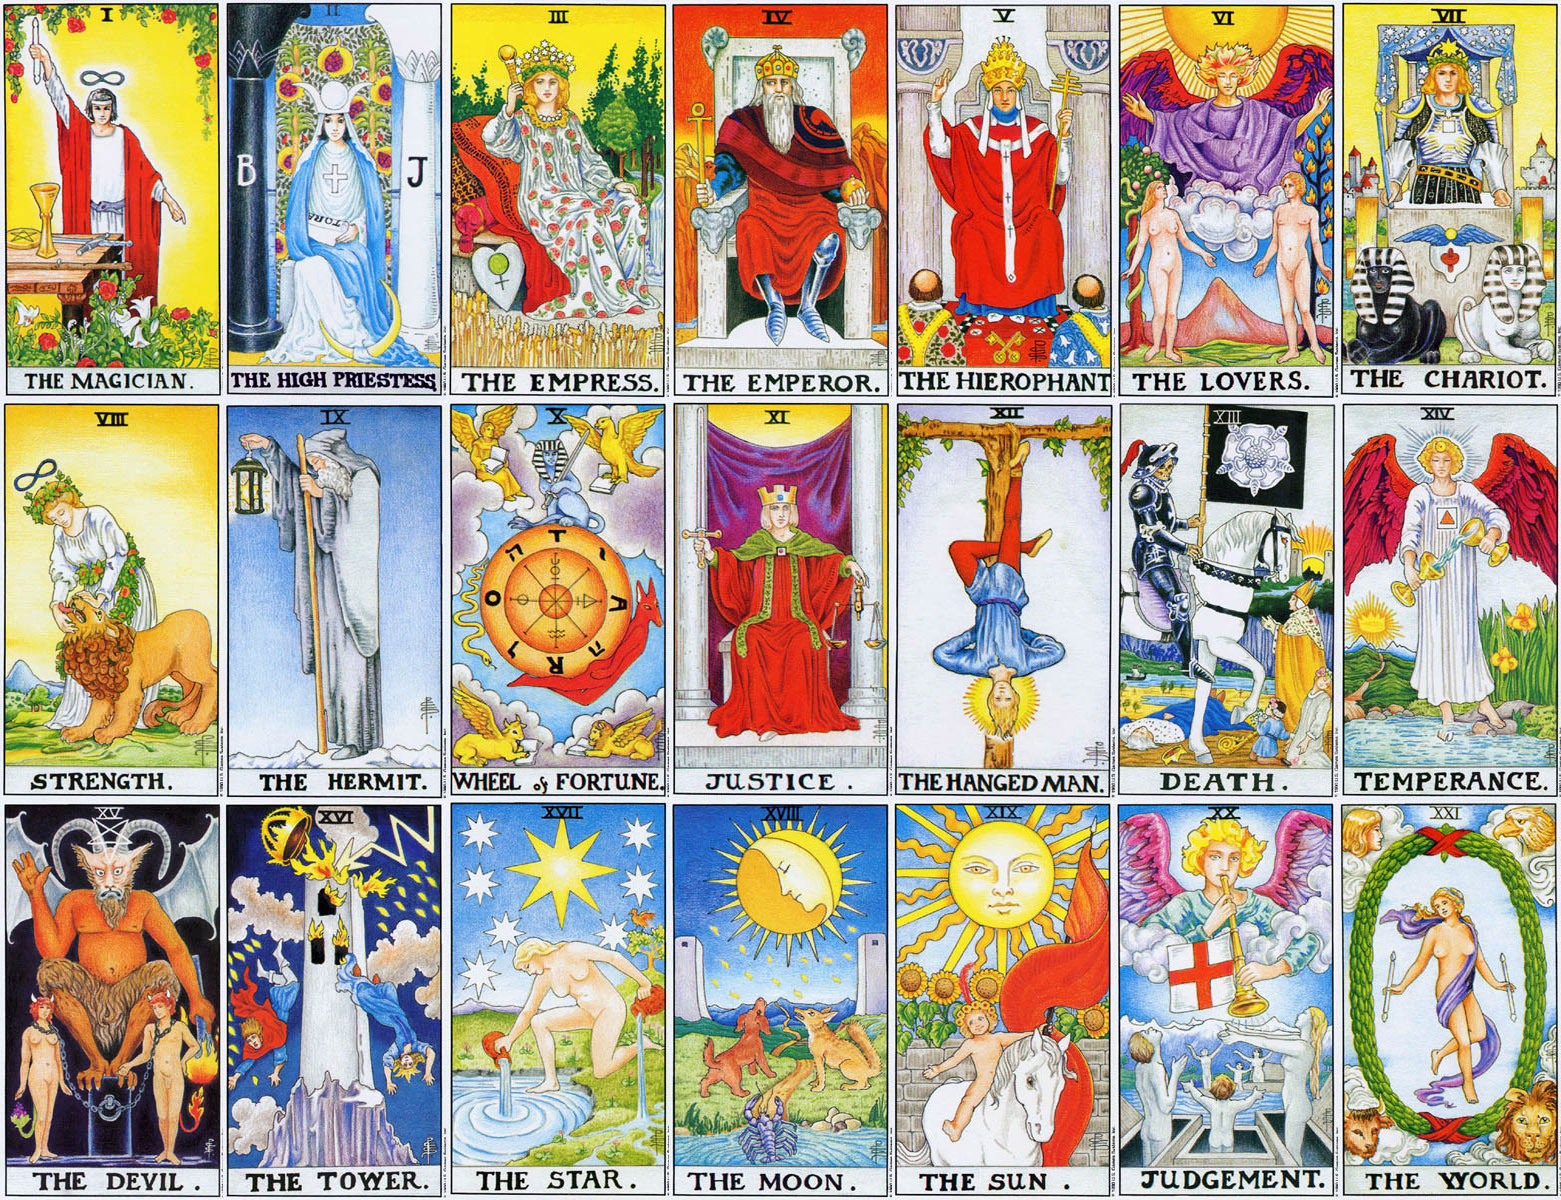 I
THE MAGICIAN.
II
B
J
TORA
THE HIGH PRIESTESS
III
THE EMPRESS.
IV
THE EMPEROR.
V
THE HIEROPHANT
VI
THE LOVERS.
VII
THE CHARIOT.
VIII
STRENGTH.
IX
THE HERMIT.
X
T
A
R
O
י
ה
ו
ה
WHEEL of FORTUNE.
XI
JUSTICE .
XII
THE HANGED MAN.
XIII
DEATH .
XIV
TEMPERANCE.
XV
THE DEVIL .
XVI
THE TOWER.
XVII
THE STAR.
XVIII
THE MOON.
XIX
THE SUN .
XX
JUDGEMENT.
XXI
THE WORLD .